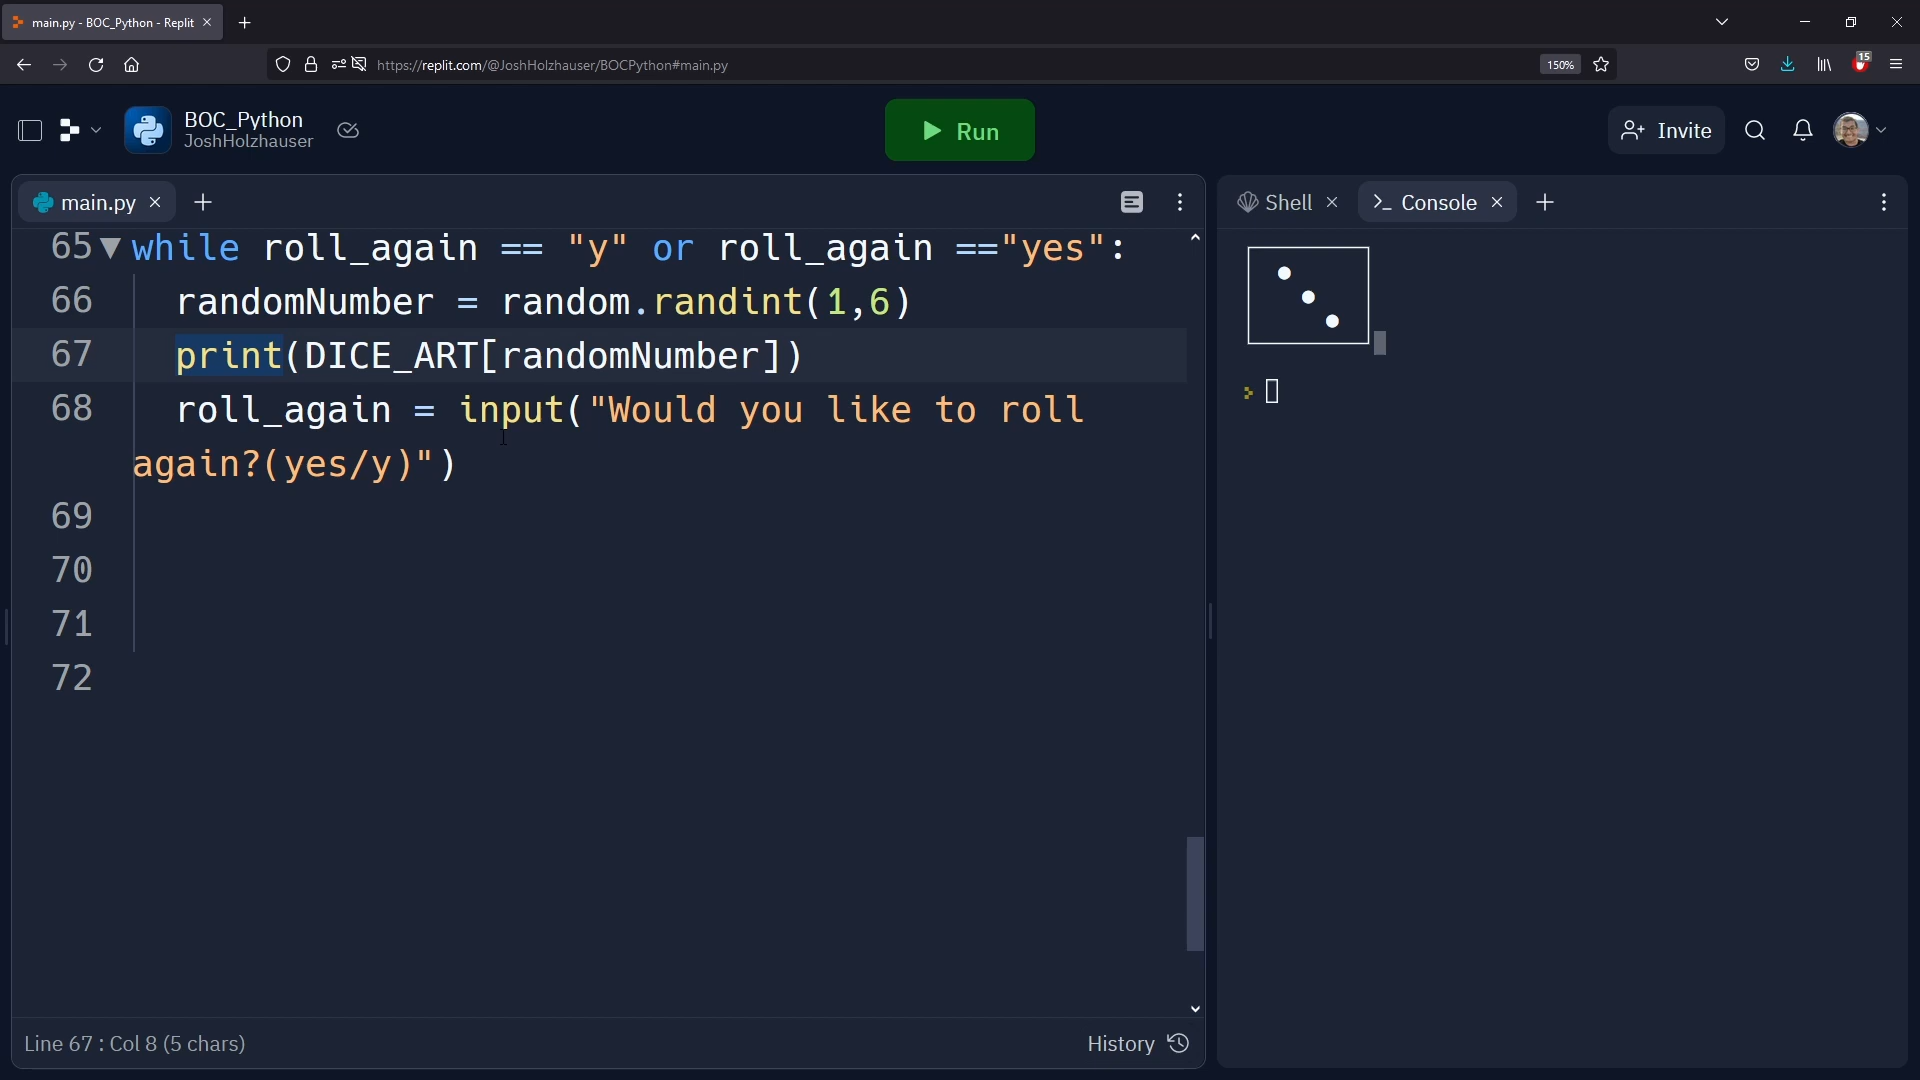 main.py - BOC_Python - Replit
https://replit.com/@JoshHolzhauser/BOCPython#main.py
150%
15
BOC_Python
JoshHolzhauser
Run
Invite
main.py
Shell
Console
65 while roll_again == "y" or roll_again =="yes":
66 randomNumber = random.randint(1,6)
67 print(DICE_ART[randomNumber])
68 roll_again = input("Would you like to roll
again?(yes/y)")
69
70
71
72
Line 67 : Col 8 (5 chars)
History